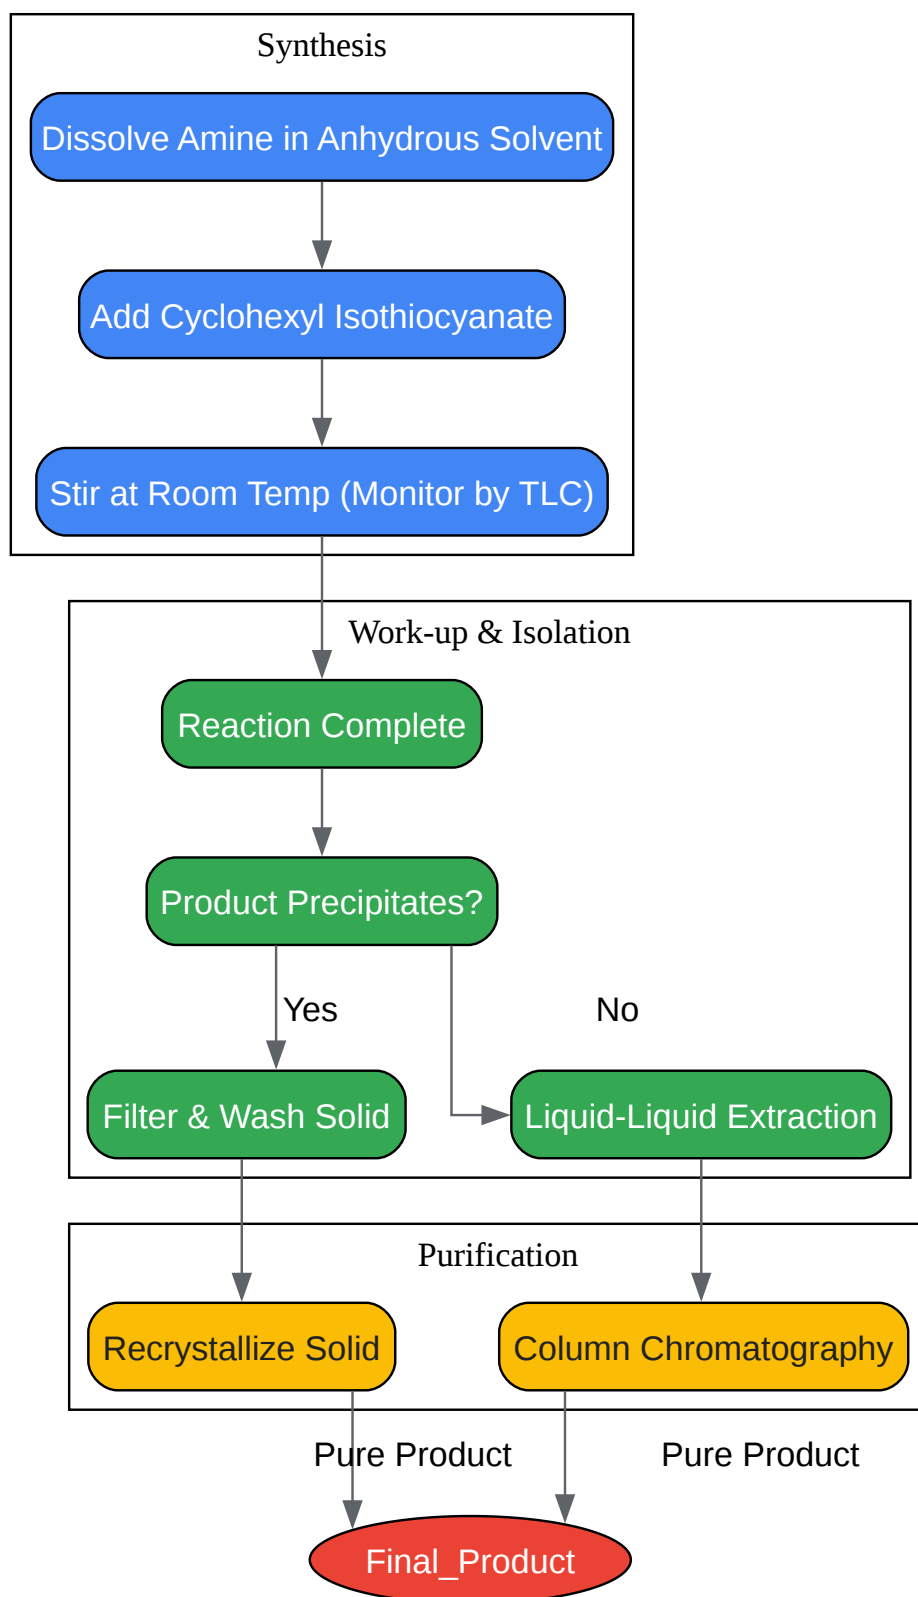 Synthesis
Dissolve Amine in Anhydrous Solvent
Add Cyclohexyl Isothiocyanate
Stir at Room Temp (Monitor by TLC)
Work-up & Isolation
Reaction Complete
Product Precipitates?
Yes
No
Filter & Wash Solid
Liquid-Liquid Extraction
Purification
Recrystallize Solid
Column Chromatography
Pure Product
Pure Product
Final_Product